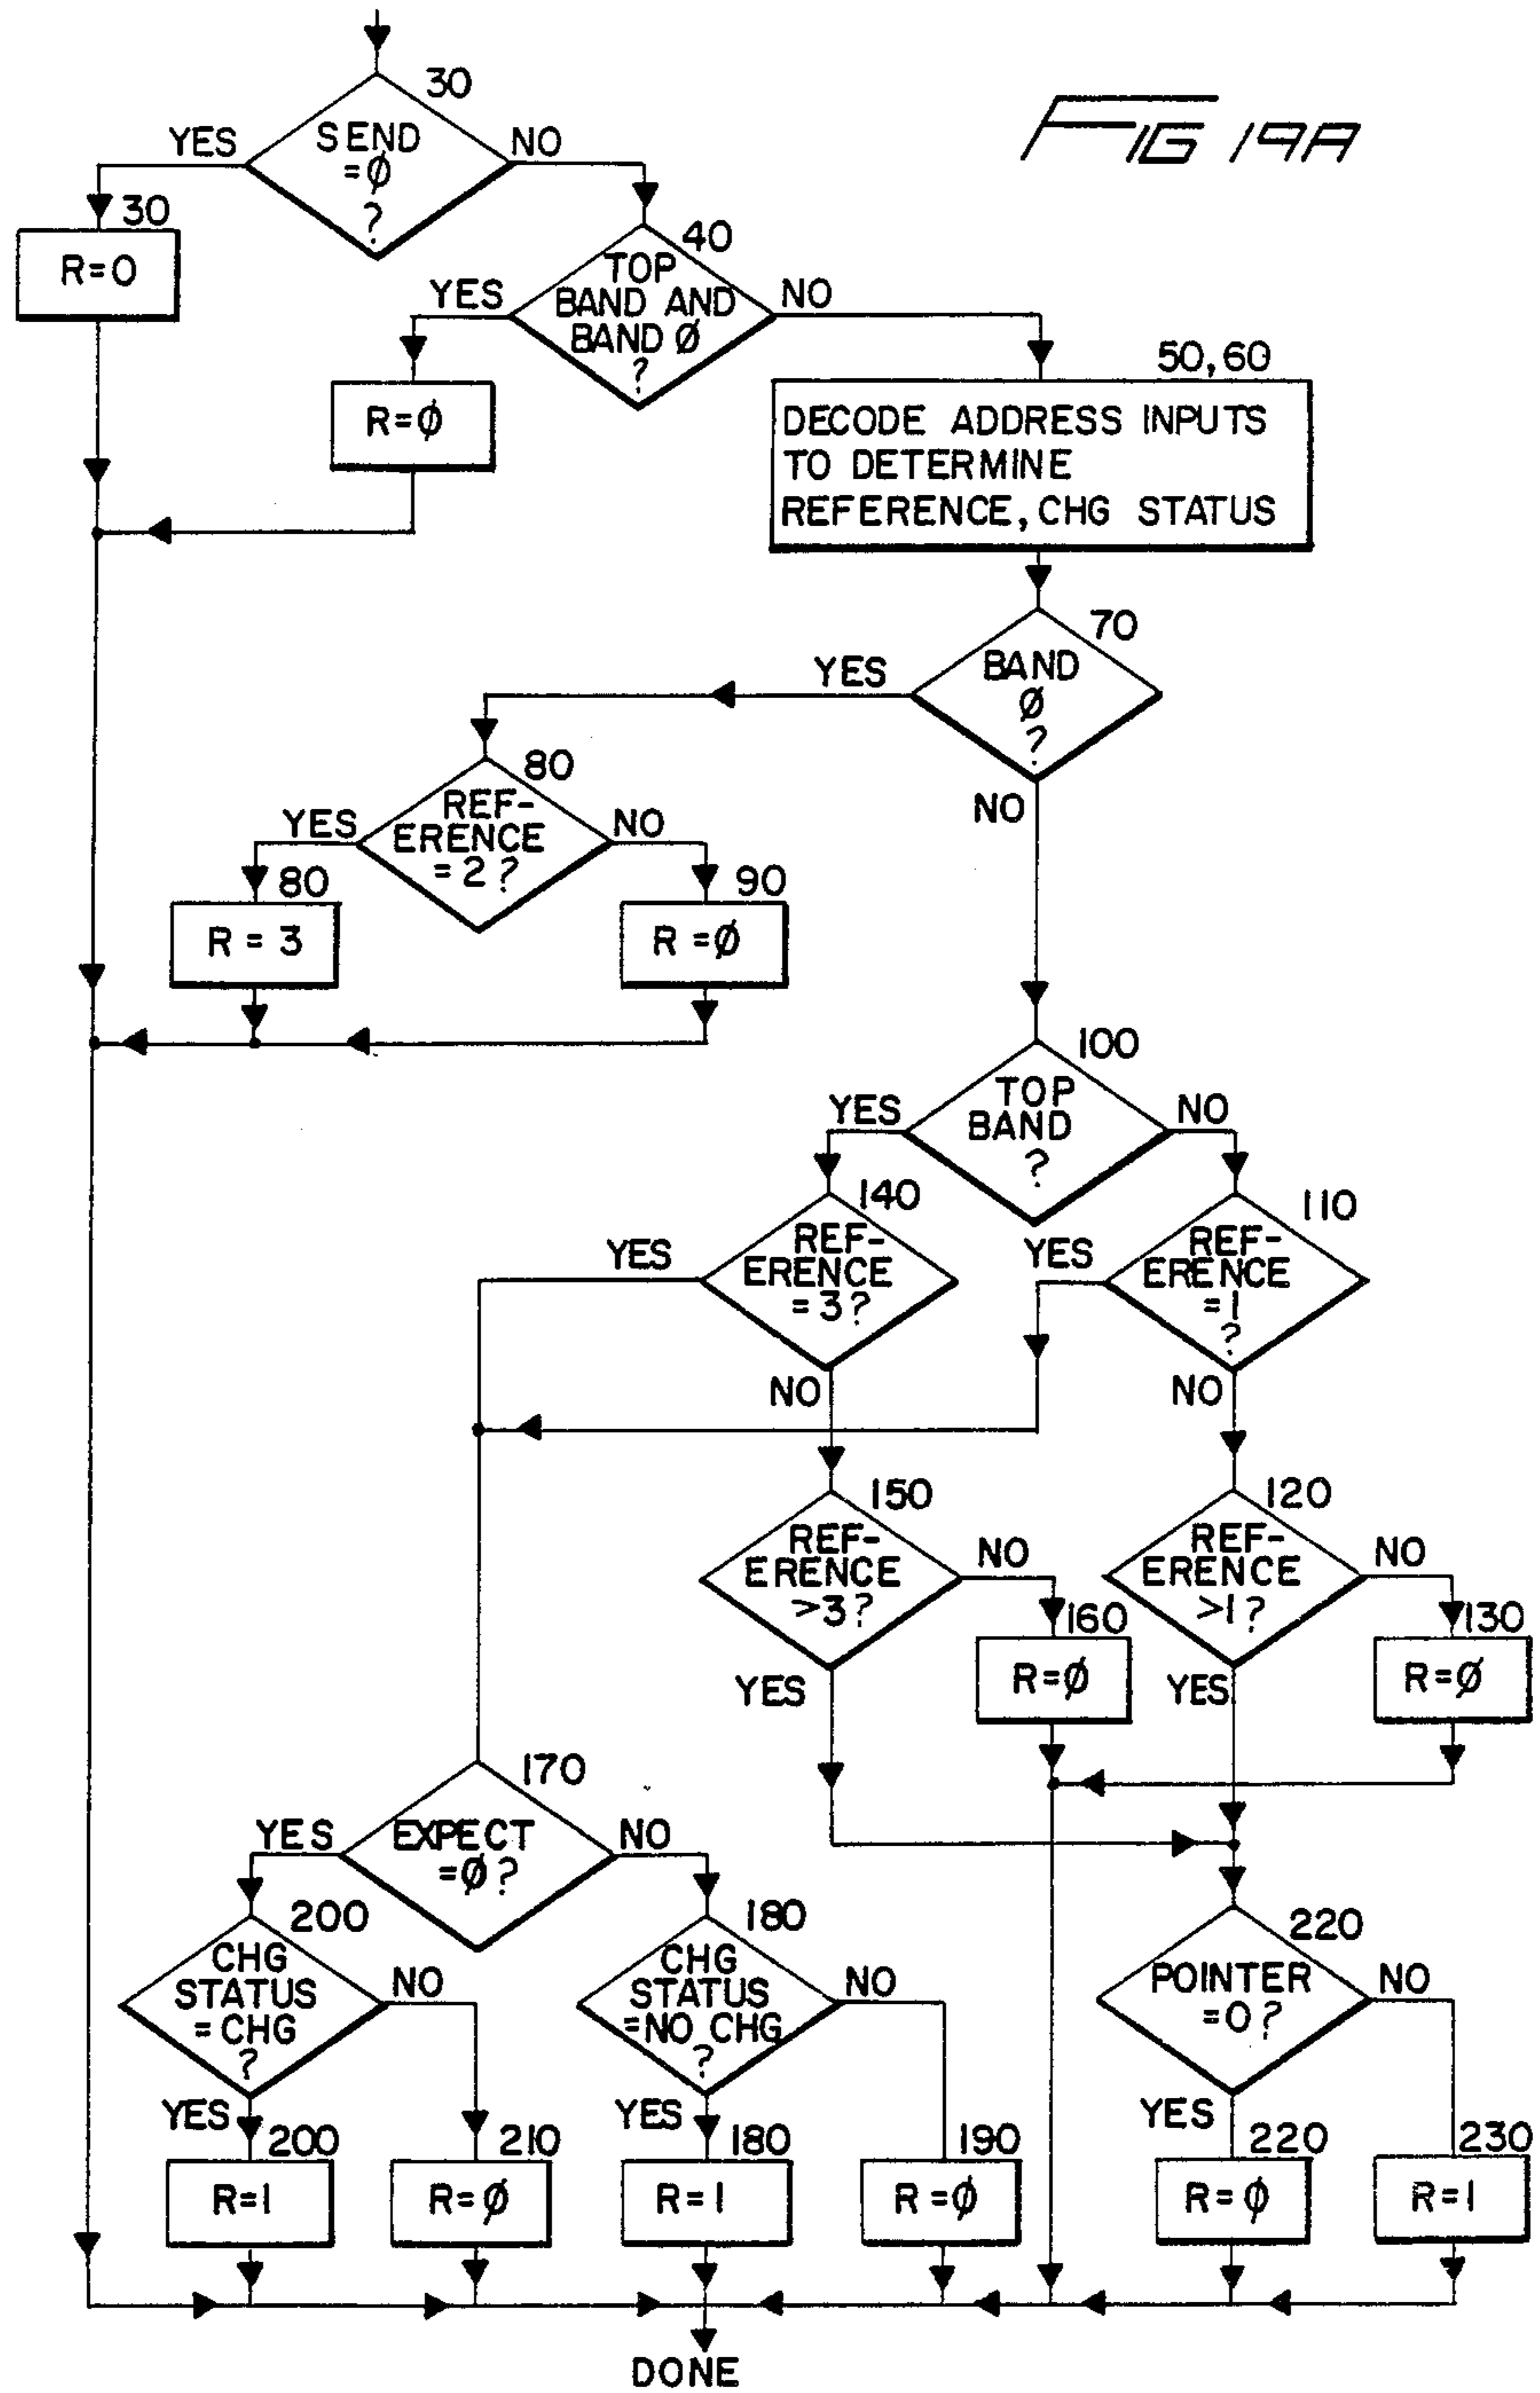 FIG 19A
30
SEND
=Ø
?
YES
NO
30
R=0
40
TOP
BAND AND
BAND Ø
?
YES
NO
R=Ø
50,60
DECODE ADDRESS INPUTS
TO DETERMINE
REFERENCE, CHG STATUS
70
BAND
Ø
?
YES
NO
80
REF-
ERENCE
=2?
YES
NO
80
R = 3
90
R =Ø
100
TOP
BAND
?
YES
NO
140
REF-
ERENCE
=3?
YES
NO
110
REF-
ERENCE
=1
?
YES
NO
150
REF-
ERENCE
>3?
NO
YES
160
R=Ø
120
REF-
ERENCE
>1?
NO
YES
130
R=Ø
170
EXPECT
=Ø?
YES
NO
200
CHG
STATUS
= CHG
?
NO
YES
180
CHG
STATUS
=NO CHG
?
NO
YES
220
POINTER
=0?
NO
YES
200
R=1
210
R=Ø
180
R=1
190
R=Ø
220
R=Ø
230
R=1
DONE